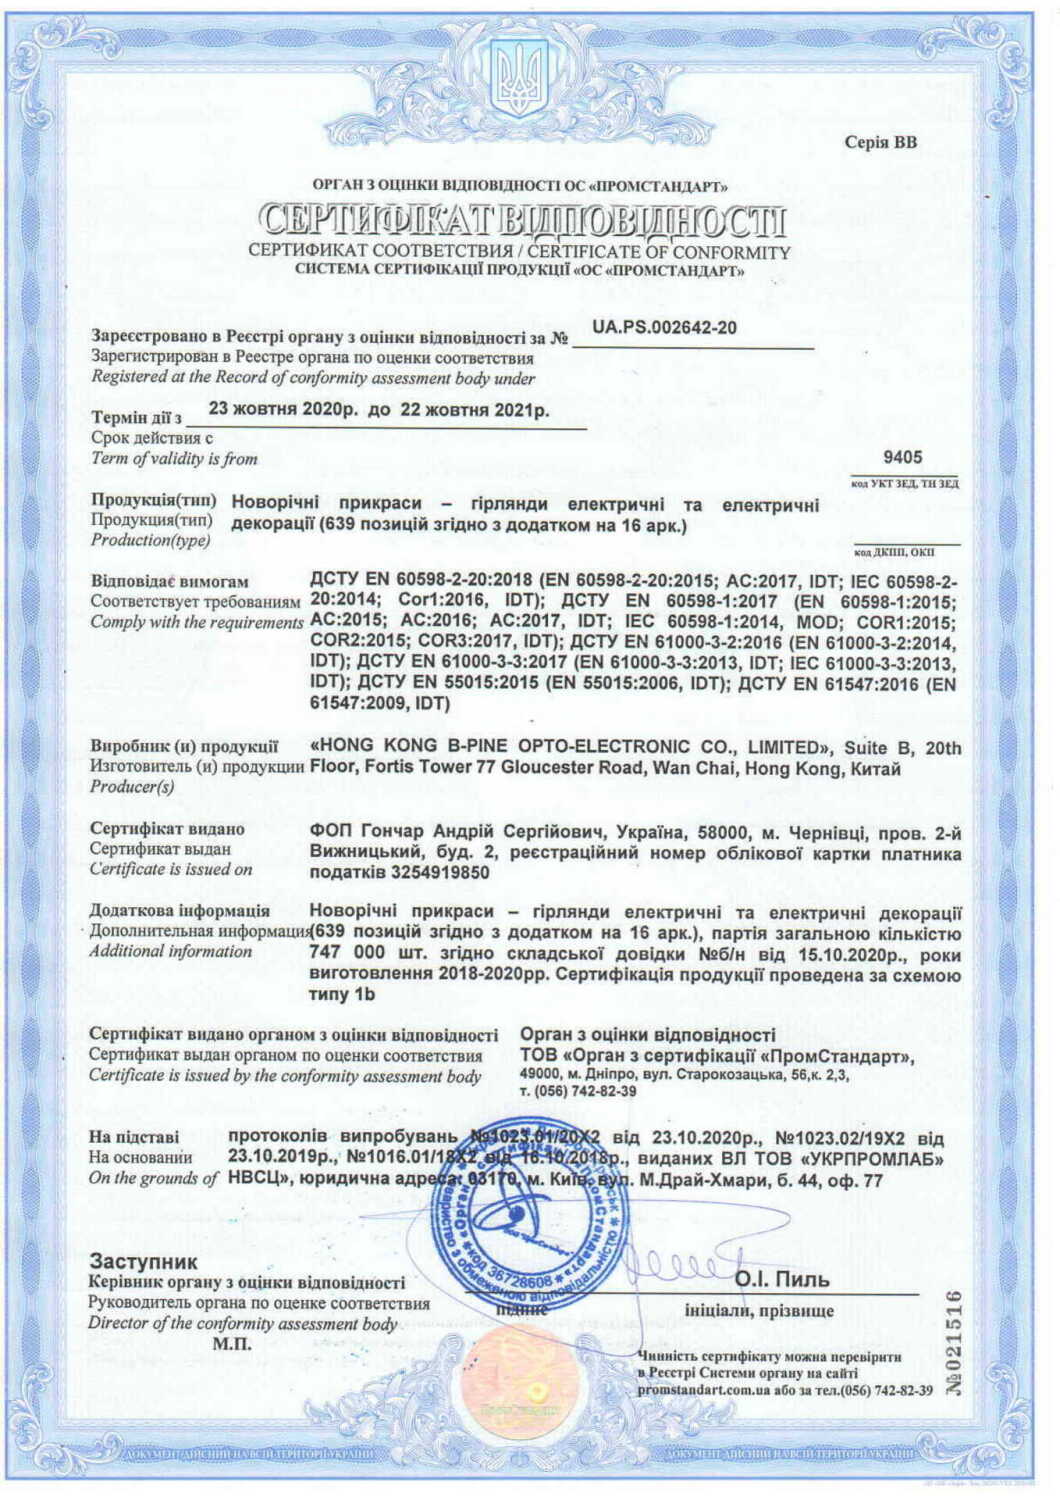 Серія ВВ
ОРГАН З ОЦІНКИ ВІДПОВІДНОСТІ ОС «ПРОМСТАНДАРТ»
СЕРТИФІКАТ ВІДПОВІДНОСТІ
СЕРТИФИКАТ СООТВЕТСТВИЯ / CERTIFICATE OF CONFORMITY
СИСТЕМА СЕРТИФІКАЦІЇ ПРОДУКЦІЇ «ОС «ПРОМСТАНДАРТ»
Зареєстровано в Реєстрі органу з оцінки відповідності за № UA.PS.002642-20
Зарегистрирован в Реестре органа по оценки соответствия
Registered at the Record of conformity assessment body under
Термін дії з 23 жовтня 2020р. до 22 жовтня 2021р.
Срок действия с
Term of validity is from
9405
код УКТ ЗЕД, ТН ЗЕД
Продукція(тип) Новорічні прикраси – гірлянди електричні та електричні
Продукция(тип) декорації (639 позицій згідно з додатком на 16 арк.)
Production(type)
код ДКПП, ОКП
Відповідає вимогам ДСТУ EN 60598-2-20:2018 (EN 60598-2-20:2015; AC:2017, IDT; IEC 60598-2-
Соответствует требованиям 20:2014; Cor1:2016, IDT); ДСТУ EN 60598-1:2017 (EN 60598-1:2015;
Comply with the requirements AC:2015; AC:2016; AC:2017, IDT; IEC 60598-1:2014, MOD; COR1:2015;
COR2:2015; COR3:2017, IDT); ДСТУ EN 61000-3-2:2016 (EN 61000-3-2:2014,
IDT); ДСТУ EN 61000-3-3:2017 (EN 61000-3-3:2013, IDT; IEC 61000-3-3:2013,
IDT); ДСТУ EN 55015:2015 (EN 55015:2006, IDT); ДСТУ EN 61547:2016 (EN
61547:2009, IDT)
Виробник (и) продукції «HONG KONG B-PINE OPTO-ELECTRONIC CO., LIMITED», Suite B, 20th
Изготовитель (и) продукции Floor, Fortis Tower 77 Gloucester Road, Wan Chai, Hong Kong, Китай
Producer(s)
Сертифікат видано ФОП Гончар Андрій Сергійович, Україна, 58000, м. Чернівці, пров. 2-й
Сертификат выдан Вижницький, буд. 2, реєстраційний номер облікової картки платника
Certificate is issued on податків 3254919850
Додаткова інформація Новорічні прикраси – гірлянди електричні та електричні декорації
Дополнительная информация (639 позицій згідно з додатком на 16 арк.), партія загальною кількістю
Additional information 747 000 шт. згідно складської довідки №б/н від 15.10.2020р., роки
виготовлення 2018-2020рр. Сертифікація продукції проведена за схемою
типу 1b
Сертифікат видано органом з оцінки відповідності Орган з оцінки відповідності
Сертификат выдан органом по оценки соответствия ТОВ «Орган з сертифікації «ПромСтандарт»,
Certificate is issued by the conformity assessment body 49000, м. Дніпро, вул. Старокозацька, 56,к. 2,3,
т. (056) 742-82-39
На підставі протоколів випробувань №1023.01/20Х2 від 23.10.2020р., №1023.02/19Х2 від
На основании 23.10.2019р., №1016.01/18Х2 від 16.10.2018р., виданих ВЛ ТОВ «УКРПРОМЛАБ»
On the grounds of НВСЦ», юридична адреса: 03170, м. Київ, вул. М.Драй-Хмари, б. 44, оф. 77
Заступник
Керівник органу з оцінки відповідності О.І. Пиль
Руководитель органа по оценке соответствия підпис ініціали, прізвище
Director of the conformity assessment body
М.П.
код 36728608
Чинність сертифікату можна перевірити
в Реєстрі Системи органу на сайті
promstandart.com.ua або за тел.(056) 742-82-39
№021516
ДОКУМЕНТ ДІЙСНИЙ НА ВСІЙ ТЕРИТОРІЇ УКРАЇНИ
ДОКУМЕНТ ДІЙСНИЙ НА ВСІЙ ТЕРИТОРІЇ УКРАЇНИ